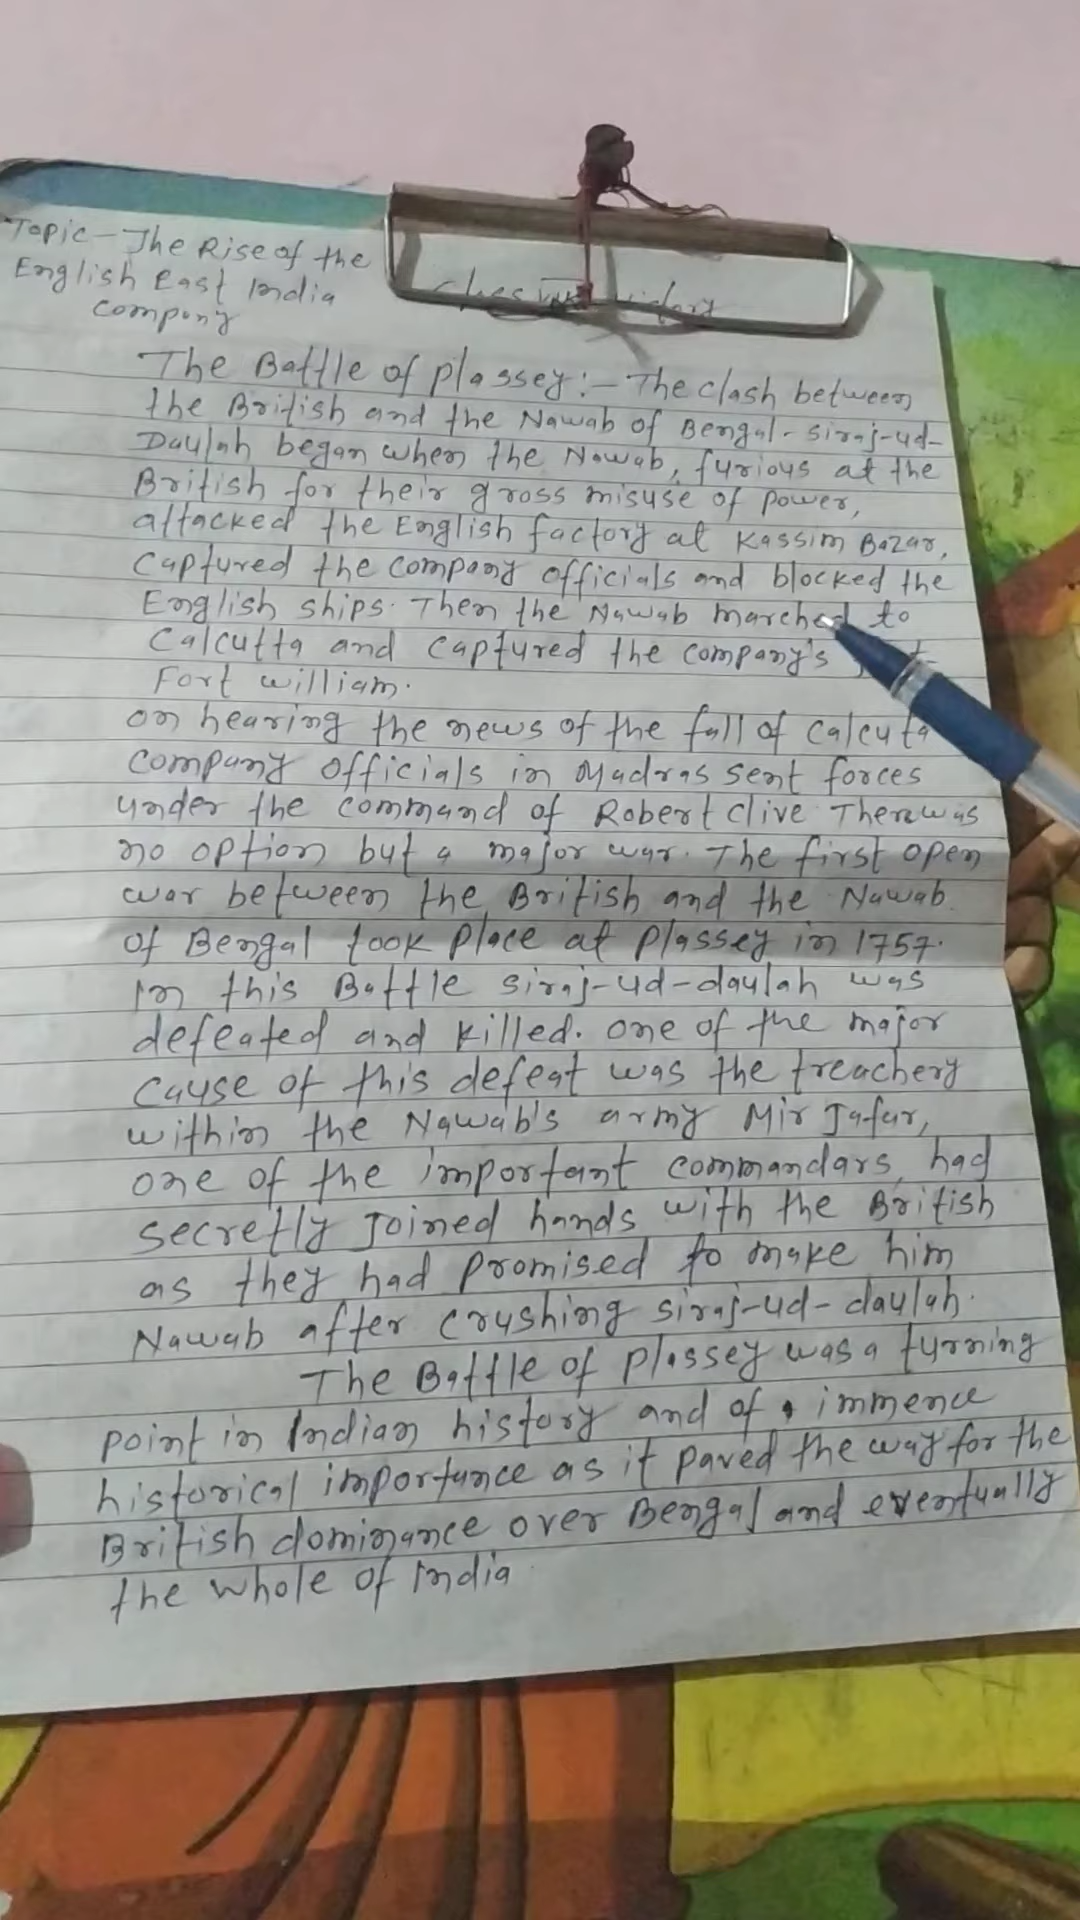 Topic- The Rise of the
English East India
Company
The Battle of plassey:- The clash between
the British and the Nawab of Bengal- Siraj-ud-
Daulah began when the Nawab, furious at the
British for their gross misuse of power,
attacked the English factory at Kassim Bazar,
Captured the company officials and blocked the
English ships. Then the Nawab marched to
Calcutta and captured the company's
Fort william.
on hearing the news of the fall of Calcuta
company officials in Madras sent forces
under the command of Robert clive. There was
no option but a major war. The first open
war between the British and the Nawab.
of Bengal took place at plassey in 1757.
In this Battle siraj-ud-daulah was
defeated and killed. one of the major
cause of this defeat was the treachery
within the Nawab's army Mir Jafar,
one of the important commandars, had
secretly Joined hands with the British
as they had promised to make him
Nawab after crushing siraj-ud-daulah.
The Battle of plassey was a turning
point in Indian history and of immence
historical importance as it paved the way for the
British dominance over Bengal and eventually
the whole of India.